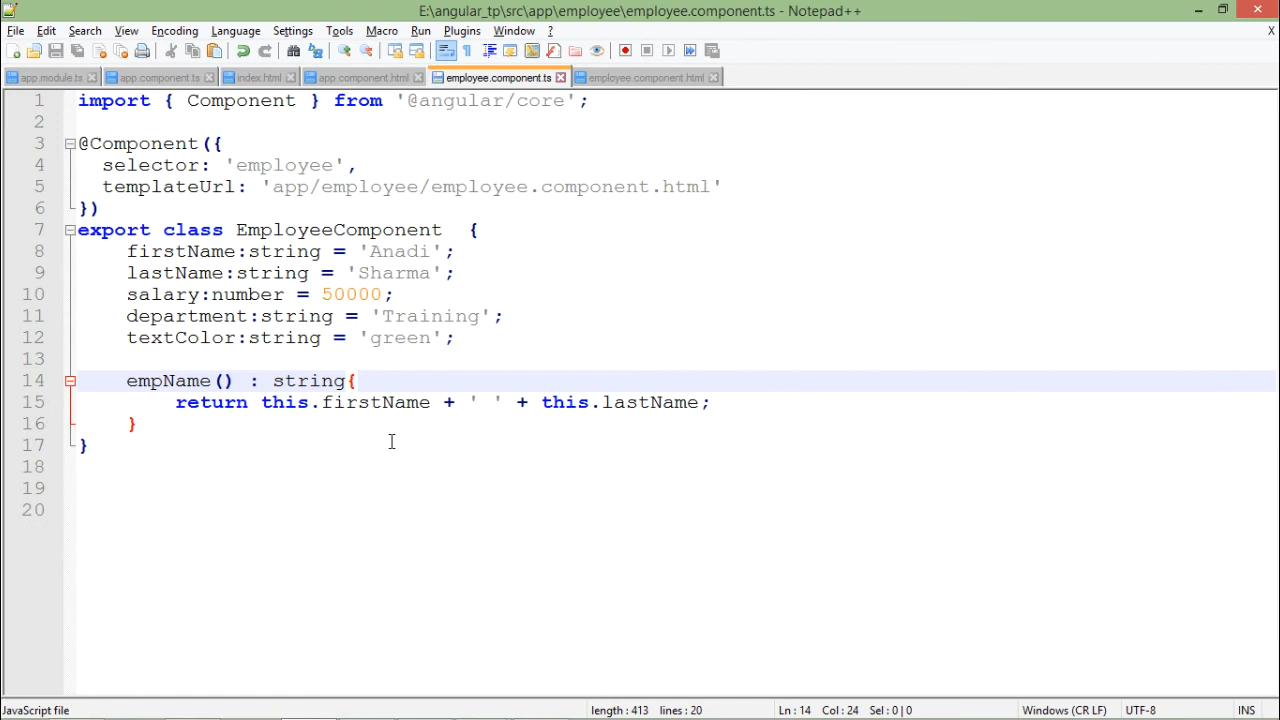 E:\angular_tp\src\app\employee\employee.component.ts - Notepad++
File Edit Search View Encoding Language Settings Tools Macro Run Plugins Window ? X
app.module.ts app.component.ts index.html app.component.html employee.component.ts employee.component.html
1 import { Component } from '@angular/core';
2
3 @Component({
4 selector: 'employee',
5 templateUrl: 'app/employee/employee.component.html'
6 })
7 export class EmployeeComponent  {
8 firstName:string = 'Anadi';
9 lastName:string = 'Sharma';
10 salary:number = 50000;
11 department:string = 'Training';
12 textColor:string = 'green';
13
14 empName() : string{
15 return this.firstName + ' ' + this.lastName;
16 }
17 }
18
19
20
JavaScript file length : 413 lines : 20 Ln : 14 Col : 24 Sel : 0 | 0 Windows (CR LF) UTF-8 INS